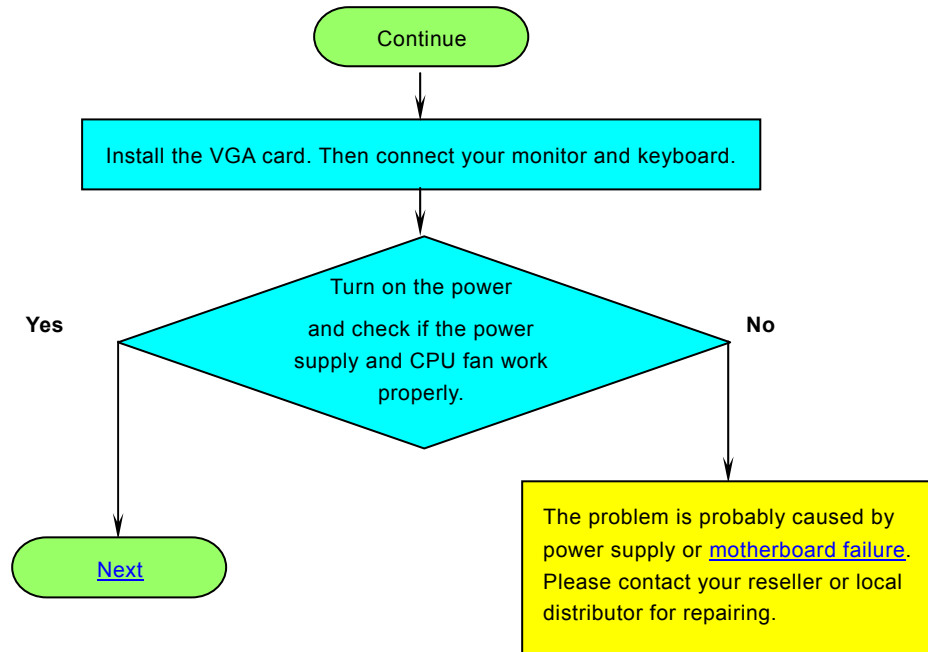 Continue
Install the VGA card. Then connect your monitor and keyboard.
Turn on the power
and check if the power
supply and CPU fan work
properly.
Yes
No
Next
The problem is probably caused by
power supply or motherboard failure.
Please contact your reseller or local
distributor for repairing.